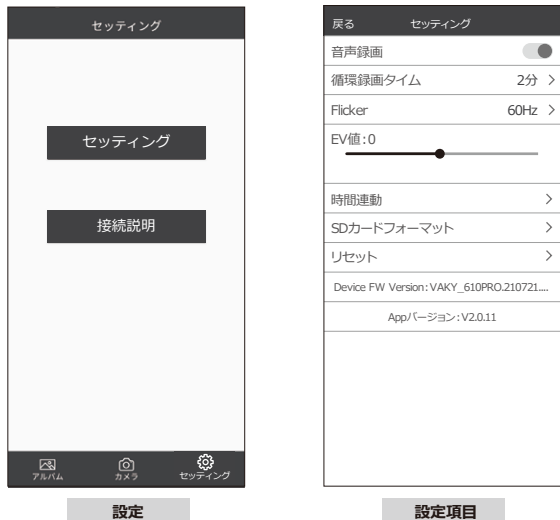 セッティング
セッティング
接続説明
アルバム
カメラ
セッティング
設定
戻る セッティング
音声録画
循環録画タイム 2分 >
Flicker 60Hz >
EV値:0
時間連動 >
SDカードフォーマット >
リセット >
Device FW Version:VAKY_610PRO.210721....
Appバージョン:V2.0.11
設定項目